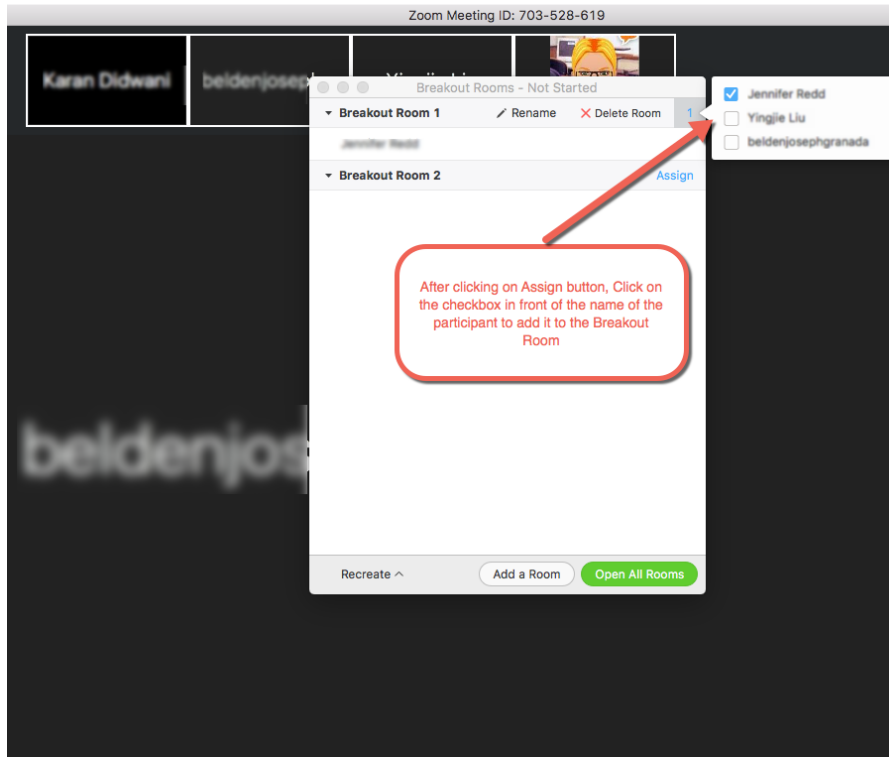 Zoom Meeting ID: 703-528-619
Karan Didwani
beldenjosep
Breakout Rooms - Not Started
Breakout Room 1 Rename Delete Room 1
Jennifer Redd
Yingjie Liu
beldenjosephgranada
Jennifer Redd
Breakout Room 2 Assign
After clicking on Assign button, Click on
the checkbox in front of the name of the
participant to add it to the Breakout
Room
beldenjos
Recreate Add a Room Open All Rooms